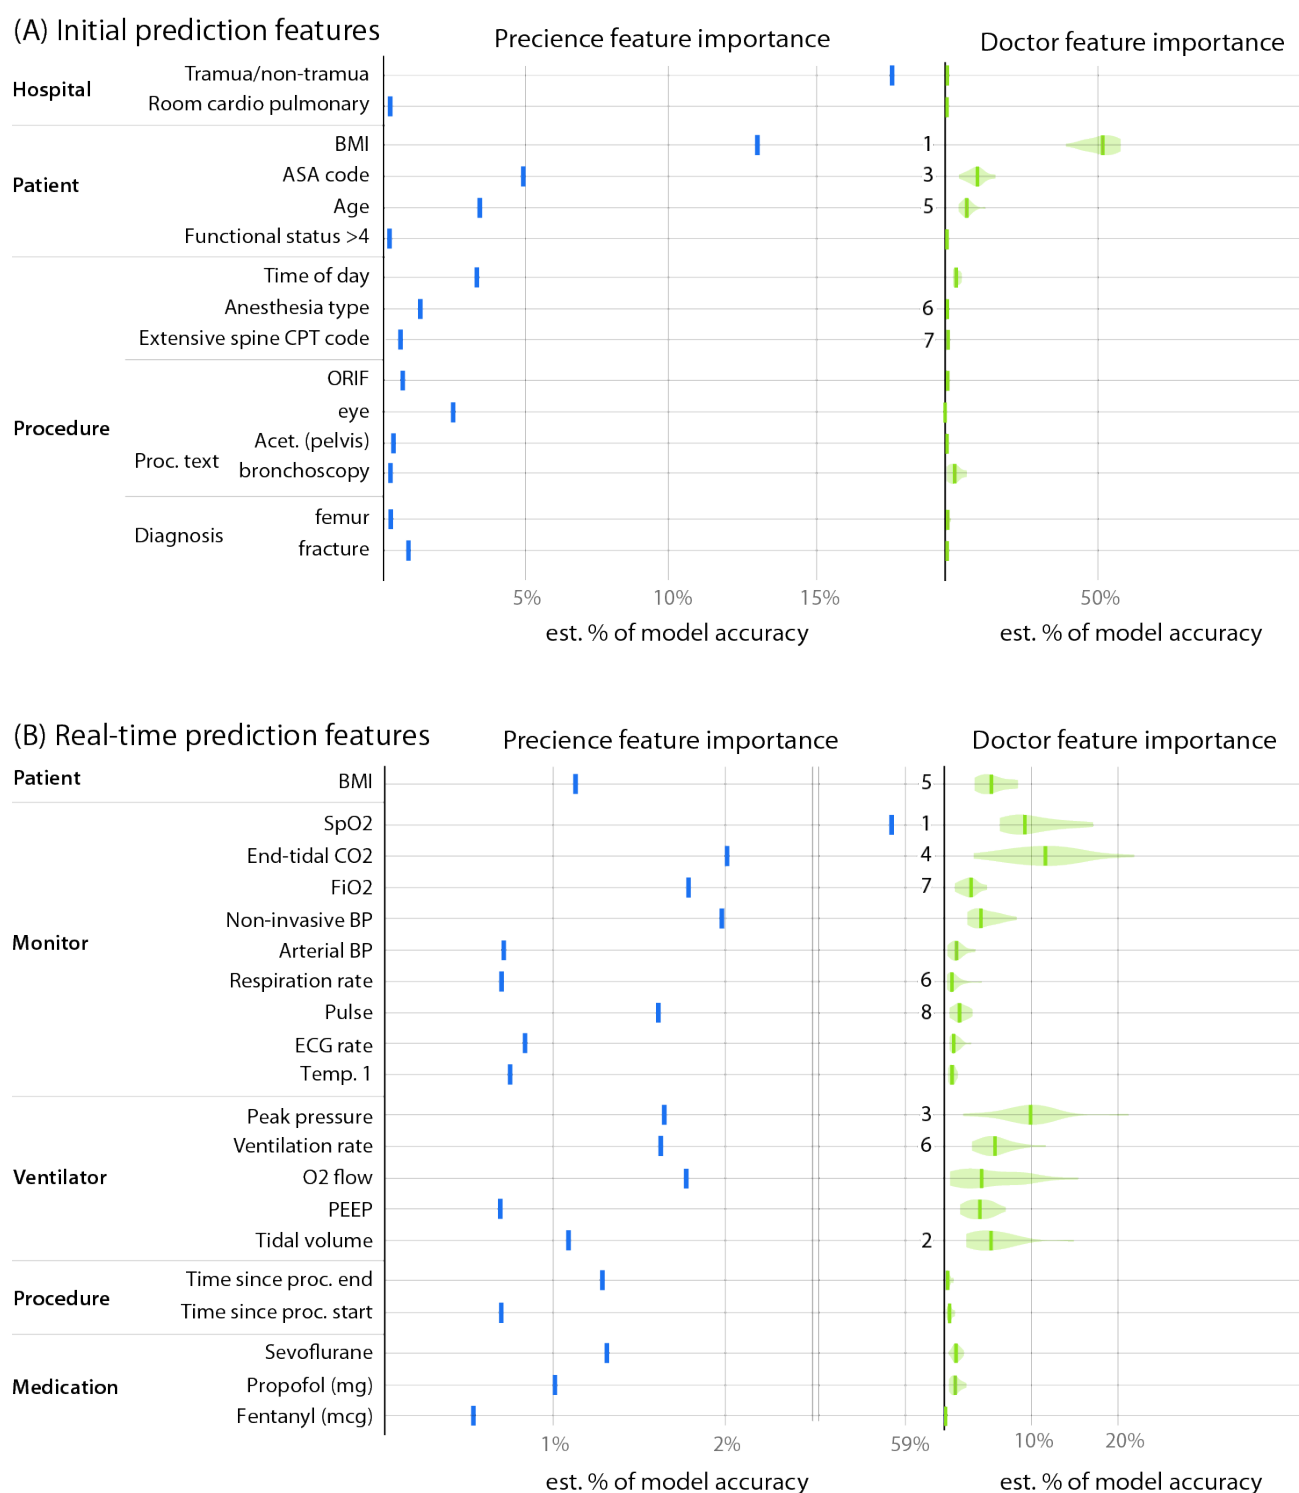 (A) Initial prediction features
Precience feature importance
Doctor feature importance
Hospital
Tramua/non-tramua
Room cardio pulmonary
Patient
BMI 1
ASA code 3
Age 5
Functional status >4
Procedure
Time of day
Anesthesia type 6
Extensive spine CPT code 7
Proc. text
ORIF
eye
Acet. (pelvis)
bronchoscopy
Diagnosis
femur
fracture
5% 10% 15% 50%
est. % of model accuracy est. % of model accuracy
(B) Real-time prediction features
Precience feature importance
Doctor feature importance
Patient
BMI 5
Monitor
SpO2 1
End-tidal CO2 4
FiO2 7
Non-invasive BP
Arterial BP
Respiration rate 6
Pulse 8
ECG rate
Temp. 1
Ventilator
Peak pressure 3
Ventilation rate 6
O2 flow
PEEP
Tidal volume 2
Procedure
Time since proc. end
Time since proc. start
Medication
Sevoflurane
Propofol (mg)
Fentanyl (mcg)
1% 2% 59% 10% 20%
est. % of model accuracy est. % of model accuracy